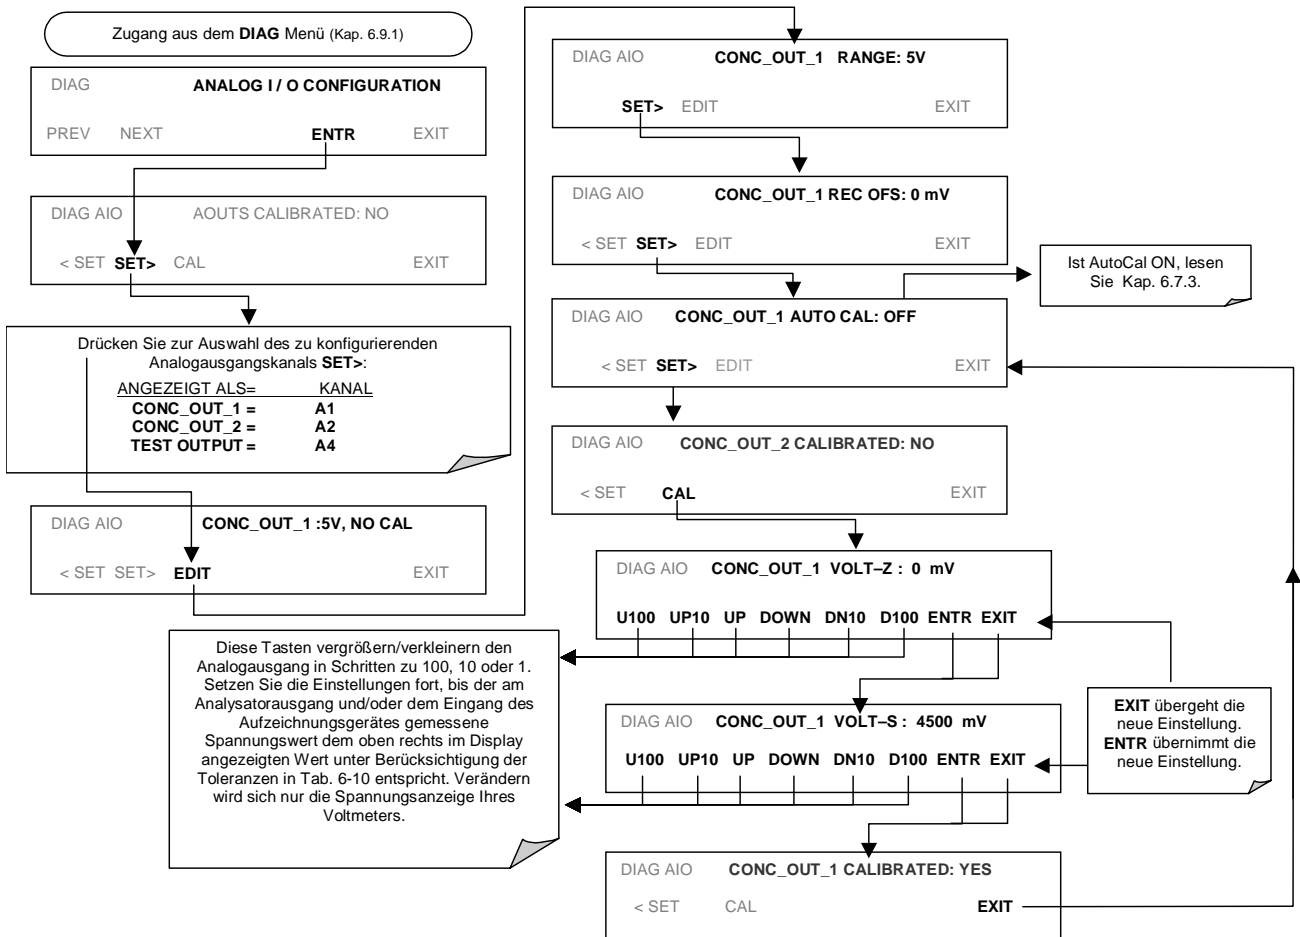 Zugang aus dem DIAG Menü (Kap. 6.9.1)
DIAG ANALOG I / O CONFIGURATION
PREV NEXT ENTR EXIT
DIAG AIO AOUTS CALIBRATED: NO
< SET SET> CAL EXIT
Drücken Sie zur Auswahl des zu konfigurierenden
Analogausgangskanals SET>:
ANGEZEIGT ALS= KANAL
CONC_OUT_1 = A1
CONC_OUT_2 = A2
TEST OUTPUT = A4
DIAG AIO CONC_OUT_1 :5V, NO CAL
< SET SET> EDIT EXIT
DIAG AIO CONC_OUT_1 RANGE: 5V
SET> EDIT EXIT
DIAG AIO CONC_OUT_1 REC OFS: 0 mV
< SET SET> EDIT EXIT
Ist AutoCal ON, lesen
Sie Kap. 6.7.3.
DIAG AIO CONC_OUT_1 AUTO CAL: OFF
< SET SET> EDIT EXIT
DIAG AIO CONC_OUT_2 CALIBRATED: NO
< SET CAL EXIT
DIAG AIO CONC_OUT_1 VOLT–Z : 0 mV
U100 UP10 UP DOWN DN10 D100 ENTR EXIT
Diese Tasten vergrößern/verkleinern den
Analogausgang in Schritten zu 100, 10 oder 1.
Setzen Sie die Einstellungen fort, bis der am
Analysatorausgang und/oder dem Eingang des
Aufzeichnungsgerätes gemessene
Spannungswert dem oben rechts im Display
angezeigten Wert unter Berücksichtigung der
Toleranzen in Tab. 6-10 entspricht. Verändern
wird sich nur die Spannungsanzeige Ihres
Voltmeters.
DIAG AIO CONC_OUT_1 VOLT–S : 4500 mV
U100 UP10 UP DOWN DN10 D100 ENTR EXIT
EXIT übergeht die
neue Einstellung.
ENTR übernimmt die
neue Einstellung.
DIAG AIO CONC_OUT_1 CALIBRATED: YES
< SET CAL EXIT